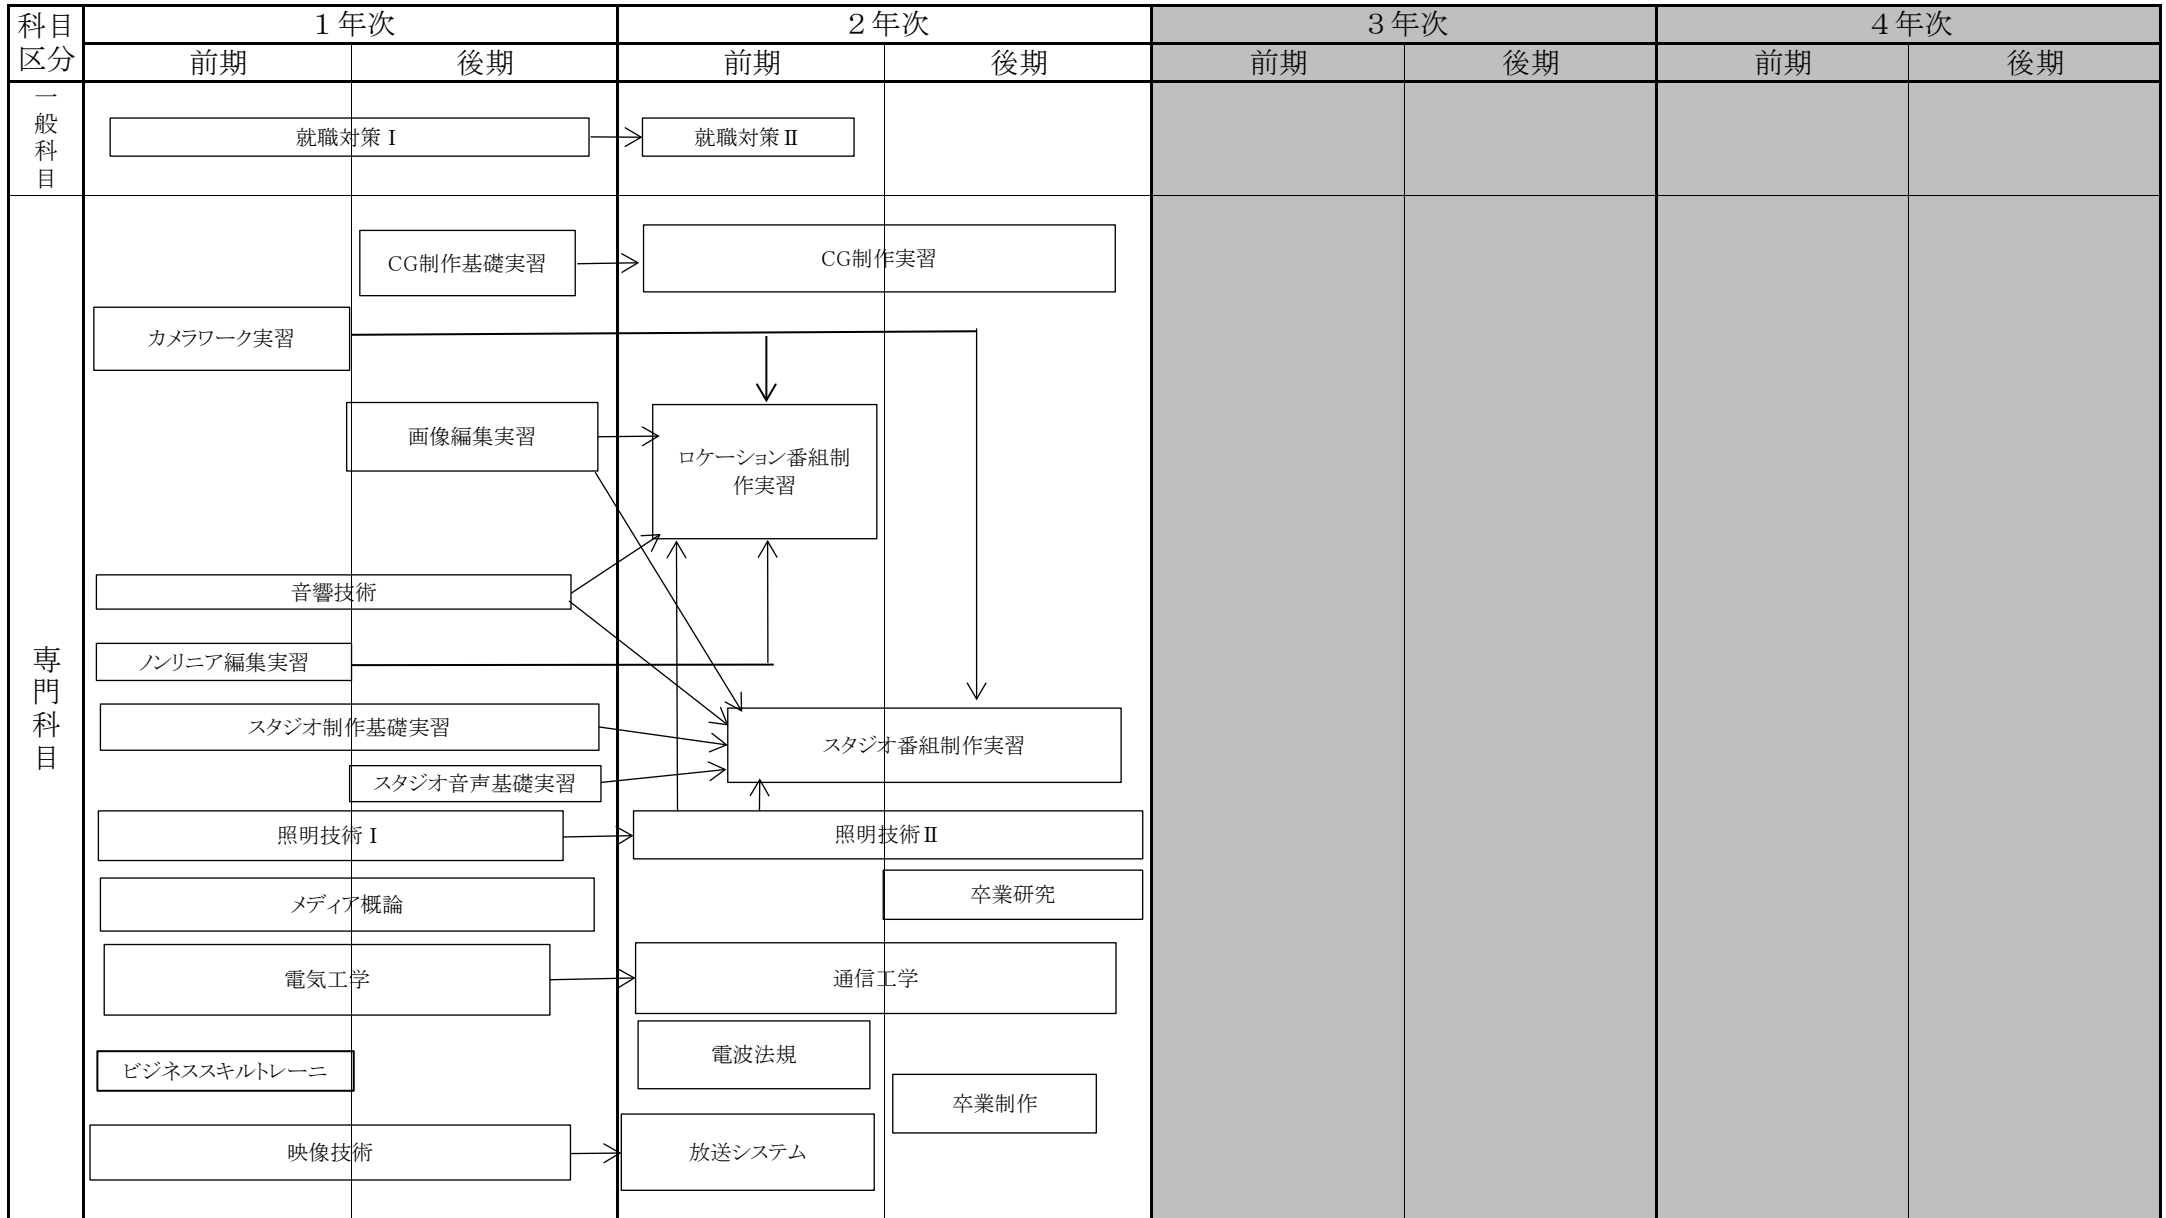 科目
区分
１年次
２年次
３年次
４年次
前期
後期
前期
後期
前期
後期
前期
後期
一般科目
就職対策Ⅰ
就職対策Ⅱ
専門科目
CG制作基礎実習
CG制作実習
カメラワーク実習
画像編集実習
ロケーション番組制
作実習
音響技術
ノンリニア編集実習
スタジオ制作基礎実習
スタジオ番組制作実習
スタジオ音声基礎実習
照明技術Ⅰ
照明技術Ⅱ
メディア概論
卒業研究
電気工学
通信工学
電波法規
ビジネススキルトレーニ
卒業制作
映像技術
放送システム